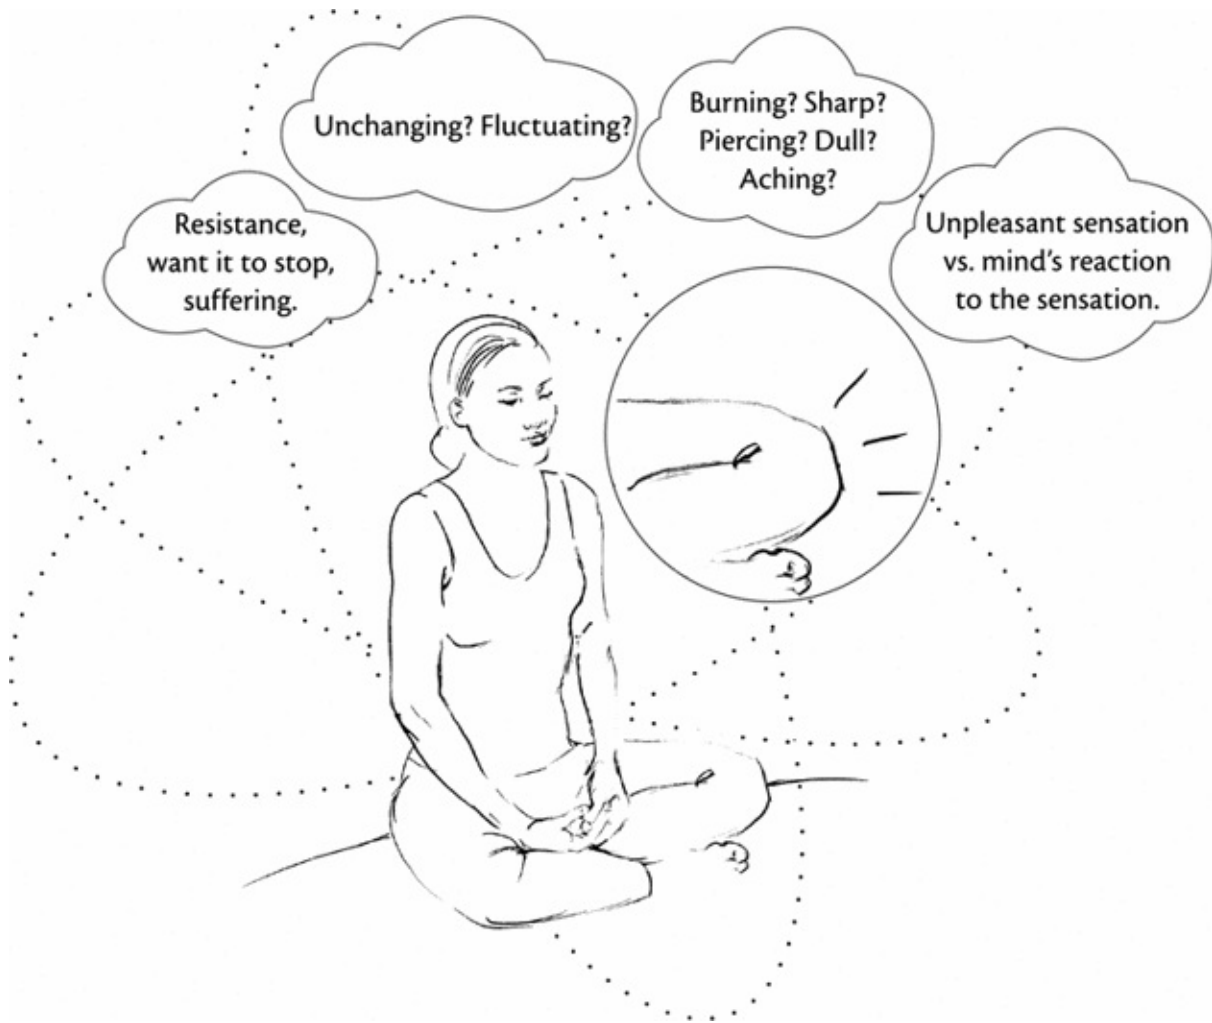 Resistance,
want it to stop,
suffering.
Unchanging? Fluctuating?
Burning? Sharp?
Piercing? Dull?
Aching?
Unpleasant sensation
vs. mind's reaction
to the sensation.